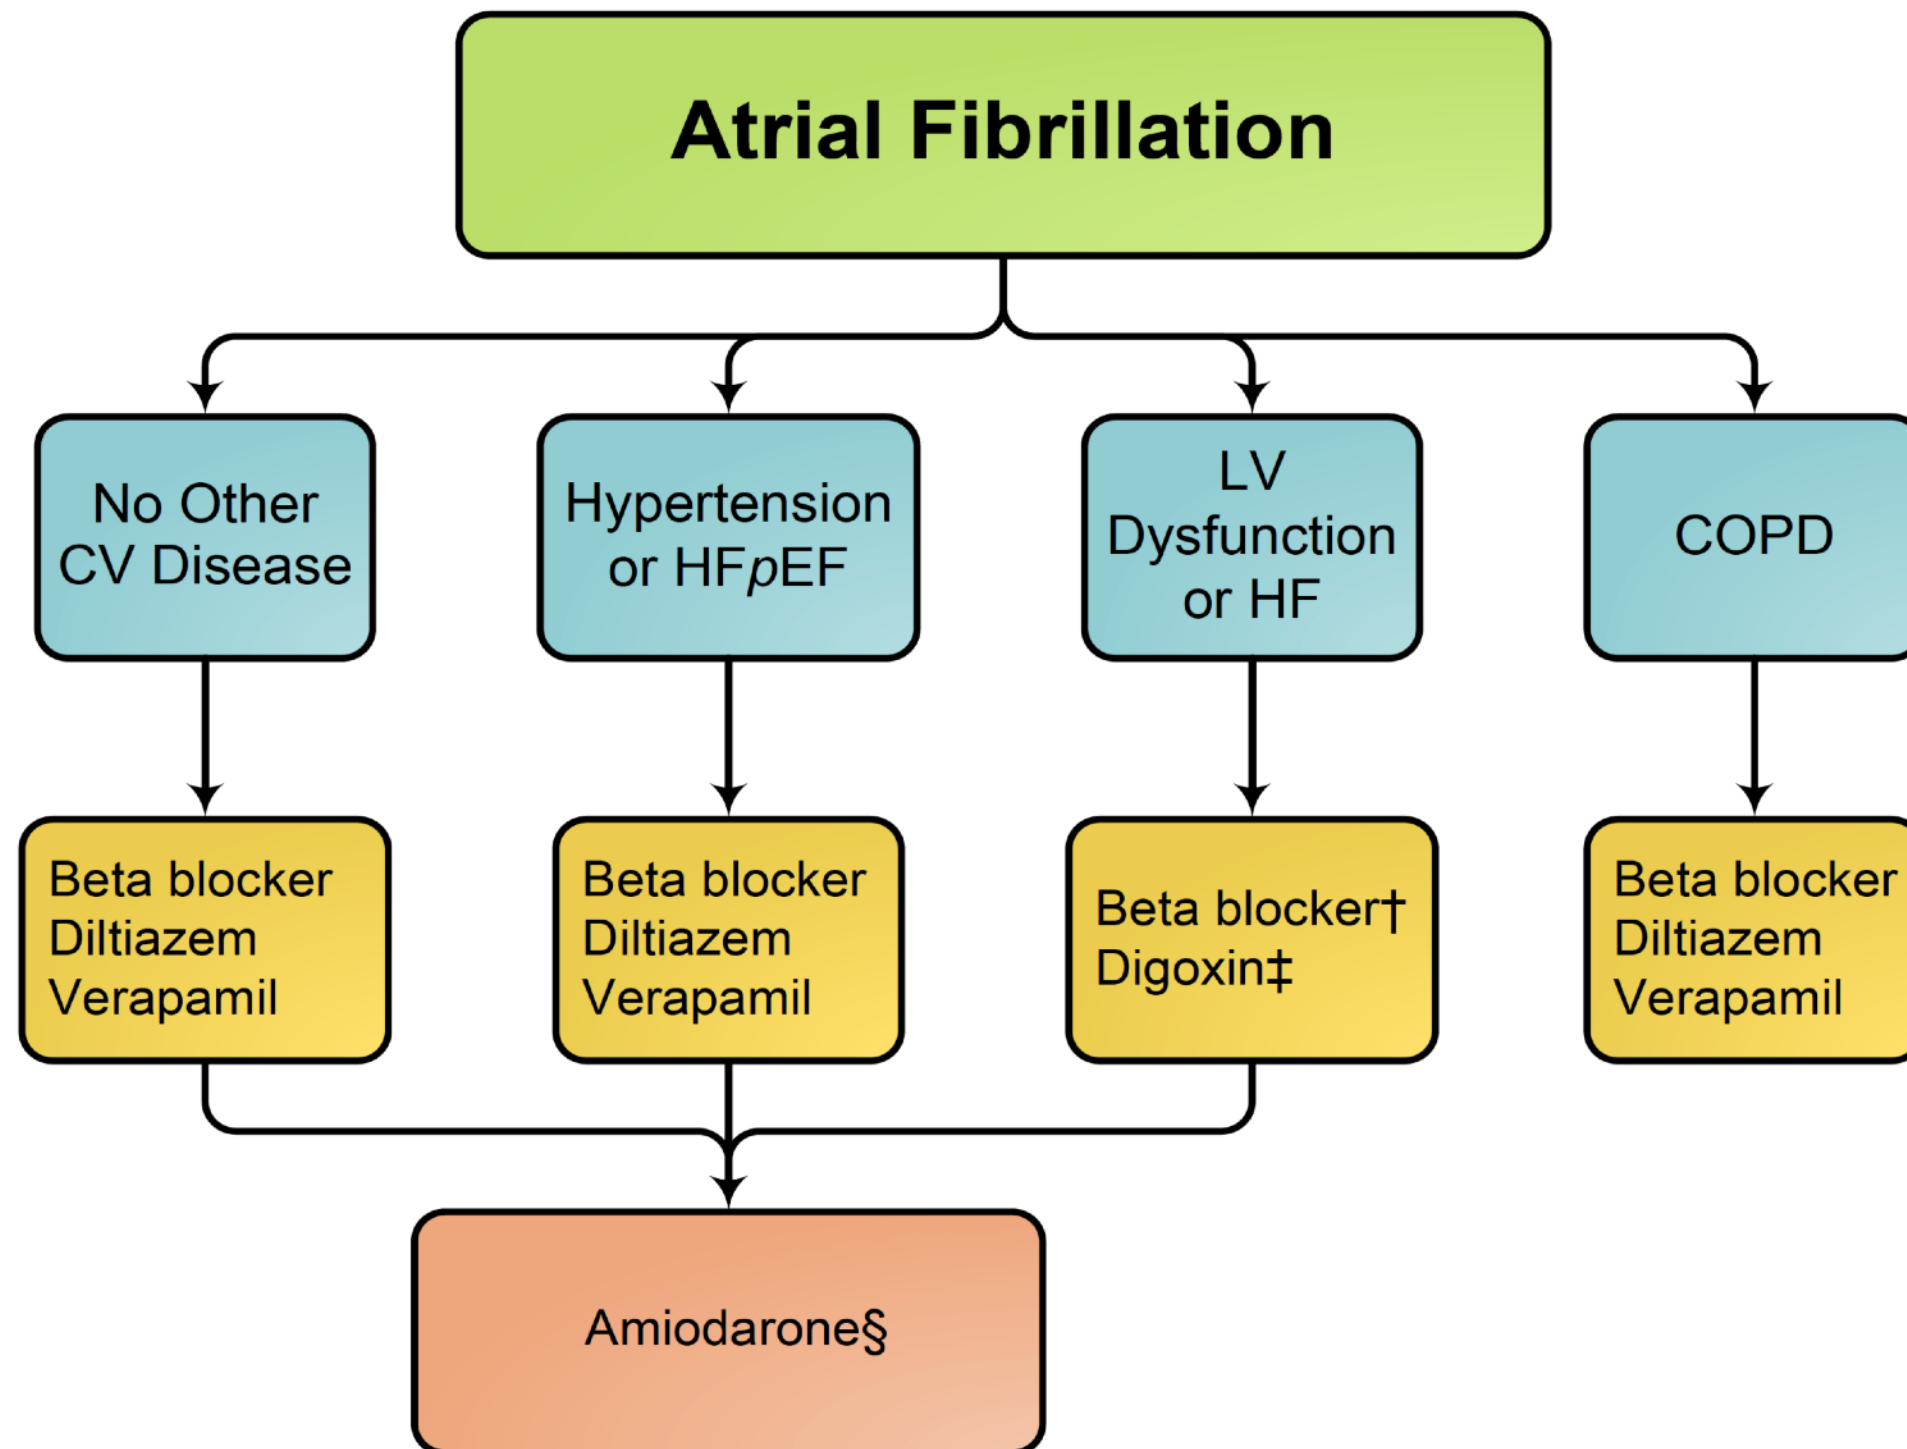 Atrial Fibrillation
No Other
CV Disease
Hypertension
or HFpEF
LV
Dysfunction
or HF
COPD
Beta blocker
Diltiazem
Verapamil
Beta blocker
Diltiazem
Verapamil
Beta blocker†
Digoxin‡
Beta blocker
Diltiazem
Verapamil
Amiodarone§